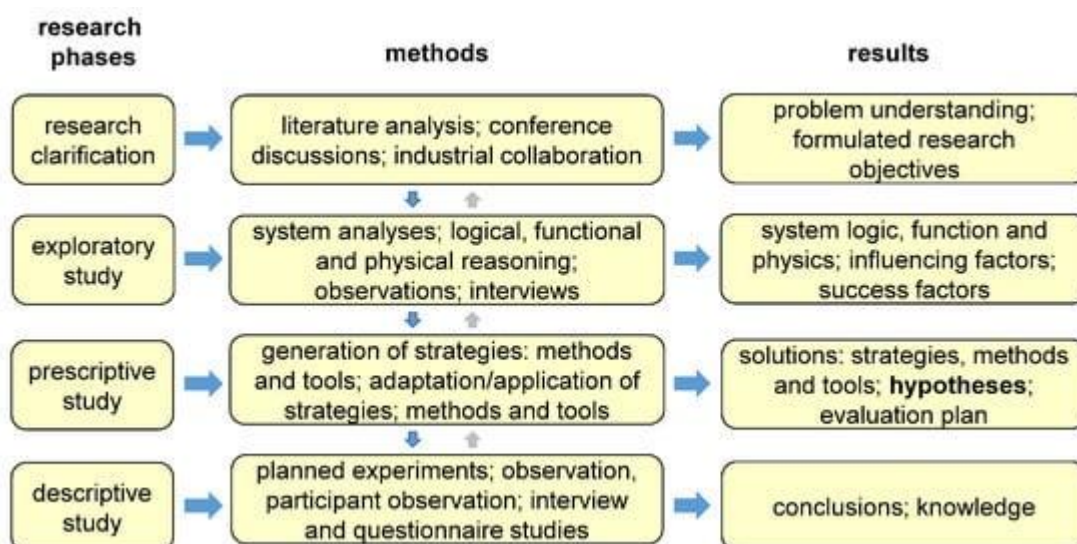 research
phases
methods
results
research
clarification
literature analysis; conference
discussions; industrial collaboration
problem understanding;
formulated research
objectives
exploratory
study
system analyses; logical, functional
and physical reasoning;
observations; interviews
system logic, function and
physics; influencing factors;
success factors
prescriptive
study
generation of strategies: methods
and tools; adaptation/application of
strategies; methods and tools
solutions: strategies, methods
and tools; hypotheses;
evaluation plan
descriptive
study
planned experiments; observation,
participant observation; interview
and questionnaire studies
conclusions; knowledge